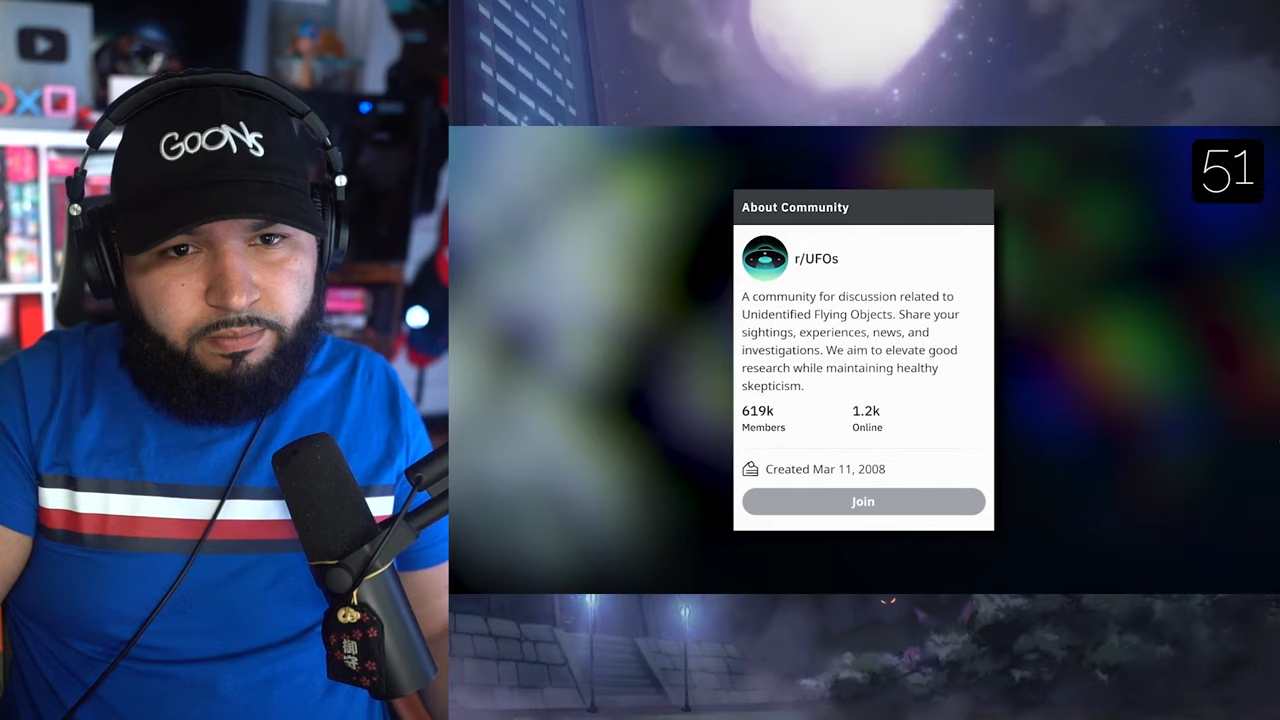 GOONS
御守
51
About Community
r/UFOs
A community for discussion related to
Unidentified Flying Objects. Share your
sightings, experiences, news, and
investigations. We aim to elevate good
research while maintaining healthy
skepticism.
619k
1.2k
Members
Online
Created Mar 11, 2008
Join